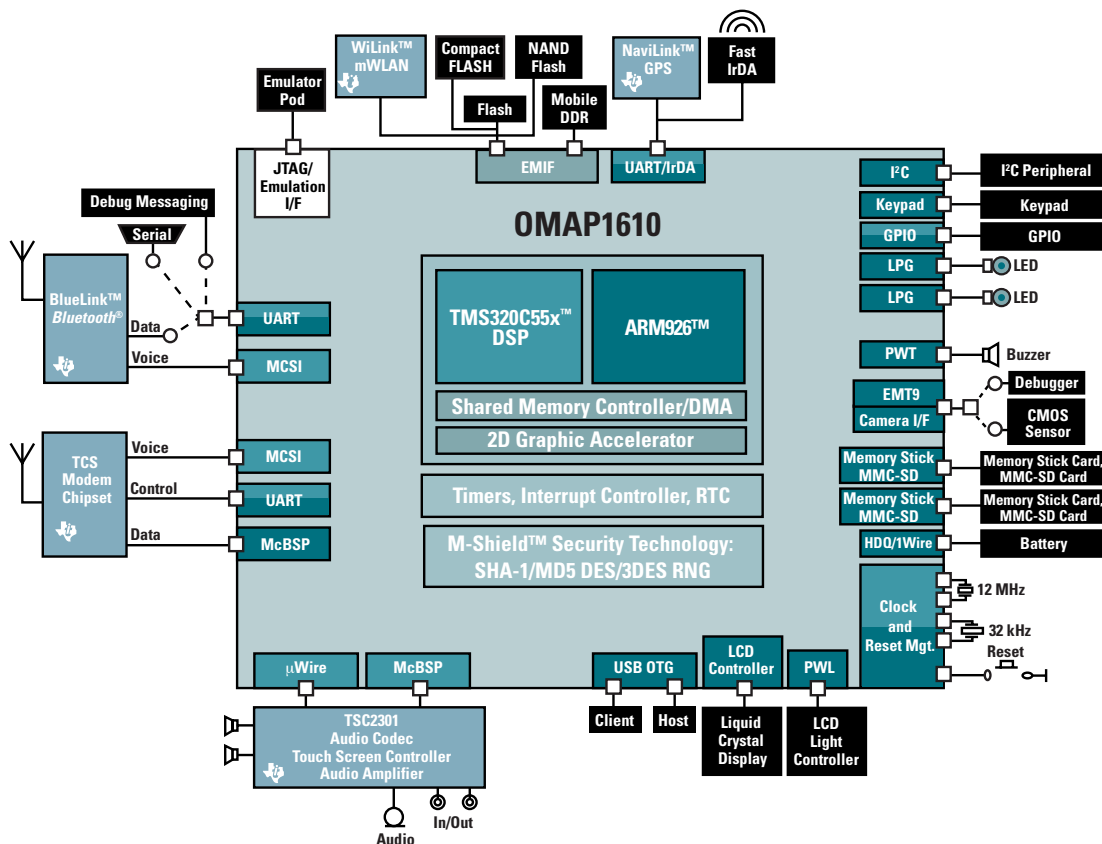 WiLink™
mWLAN
Compact
FLASH
NAND
Flash
NaviLink™
GPS
Fast
IrDA
Emulator
Pod
Flash
Mobile
DDR
JTAG/
Emulation
I/F
EMIF
UART/IrDA
OMAP1610
I²C
I²C Peripheral
Keypad
Keypad
GPIO
GPIO
LPG
LED
LPG
LED
PWT
Buzzer
EMT9
Camera I/F
Debugger
CMOS
Sensor
Memory Stick
MMC-SD
Memory Stick Card,
MMC-SD Card
Memory Stick
MMC-SD
Memory Stick Card,
MMC-SD Card
HDQ/1Wire
Battery
Clock
and
Reset Mgt.
12 MHz
32 kHz
Reset
Debug Messaging
Serial
BlueLink™
Bluetooth®
Data
Voice
UART
MCSI
TCS
Modem
Chipset
Voice
Control
Data
MCSI
UART
McBSP
TMS320C55x™
DSP
ARM926™
Shared Memory Controller/DMA
2D Graphic Accelerator
Timers, Interrupt Controller, RTC
M-Shield™ Security Technology:
SHA-1/MD5 DES/3DES RNG
µWire
McBSP
USB OTG
LCD
Controller
PWL
TSC2301
Audio Codec
Touch Screen Controller
Audio Amplifier
Client
Host
Liquid
Crystal
Display
LCD
Light
Controller
In/Out
Audio